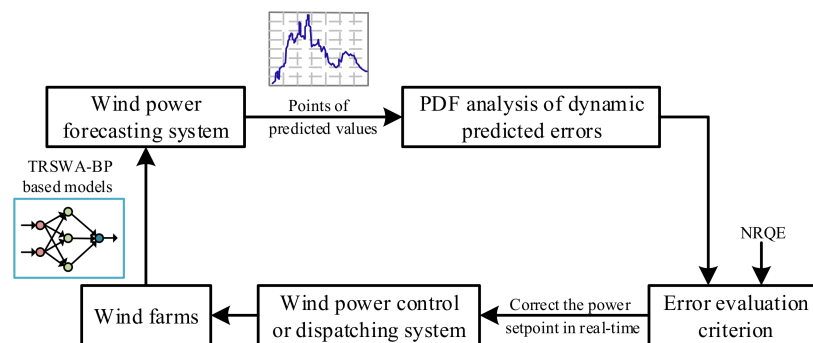 Wind power
forecasting system
Points of
predicted values
PDF analysis of dynamic
predicted errors
TRSWA-BP
based models
NRQE
Wind farms
Wind power control
or dispatching system
Correct the power
setpoint in real-time
Error evaluation
criterion